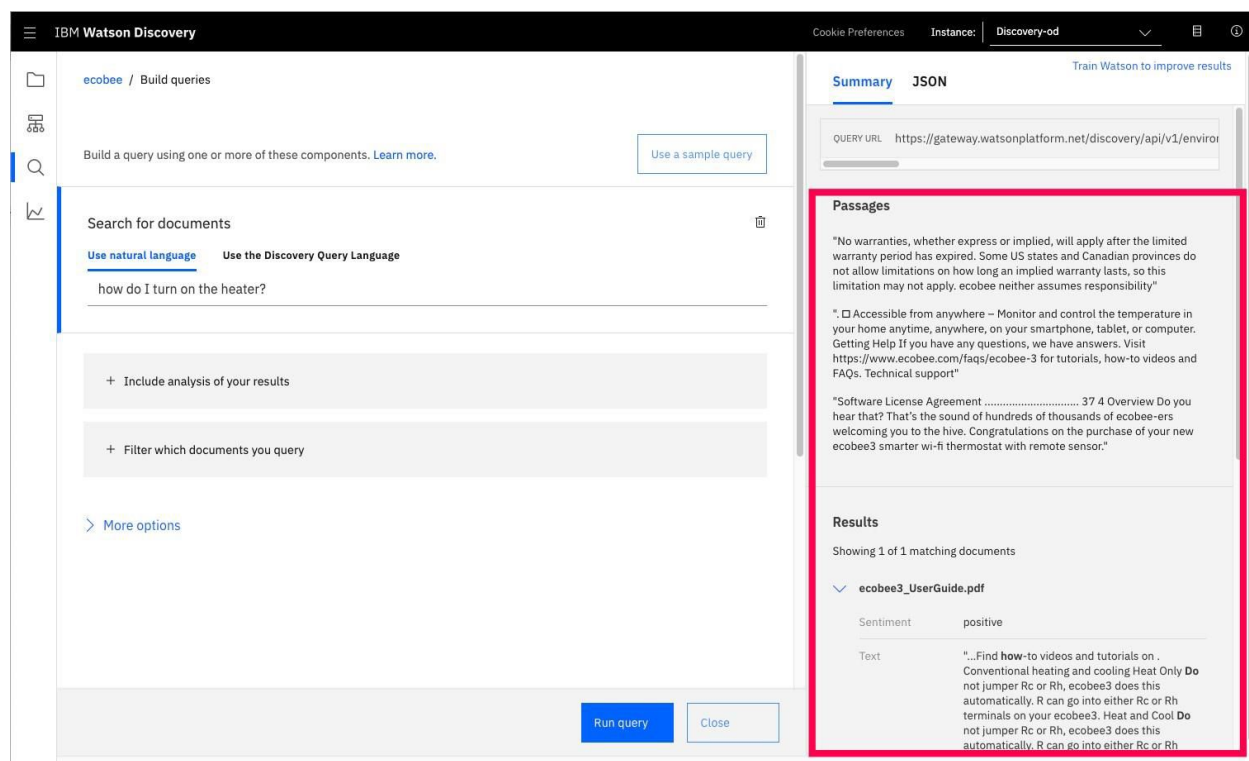 IBM Watson Discovery
Cookie Preferences
Instance:
Discovery-od
ecobee / Build queries
Build a query using one or more of these components. Learn more.
Use a sample query
Search for documents
Use natural language
Use the Discovery Query Language
how do I turn on the heater?
+ Include analysis of your results
+ Filter which documents you query
More options
Run query
Close
Train Watson to improve results
Summary
JSON
QUERY URL https://gateway.watsonplatform.net/discovery/api/v1/enviror
Passages
"No warranties, whether express or implied, will apply after the limited
warranty period has expired. Some US states and Canadian provinces do
not allow limitations on how long an implied warranty lasts, so this
limitation may not apply. ecobee neither assumes responsibility"
". □ Accessible from anywhere – Monitor and control the temperature in
your home anytime, anywhere, on your smartphone, tablet, or computer.
Getting Help If you have any questions, we have answers. Visit
https://www.ecobee.com/faqs/ecobee-3 for tutorials, how-to videos and
FAQs. Technical support"
"Software License Agreement ............................... 37 4 Overview Do you
hear that? That's the sound of hundreds of thousands of ecobee-ers
welcoming you to the hive. Congratulations on the purchase of your new
ecobee3 smarter wi-fi thermostat with remote sensor."
Results
Showing 1 of 1 matching documents
ecobee3_UserGuide.pdf
Sentiment positive
Text "...Find how-to videos and tutorials on .
Conventional heating and cooling Heat Only Do
not jumper Rc or Rh, ecobee3 does this
automatically. R can go into either Rc or Rh
terminals on your ecobee3. Heat and Cool Do
not jumper Rc or Rh, ecobee3 does this
automatically. R can go into either Rc or Rh